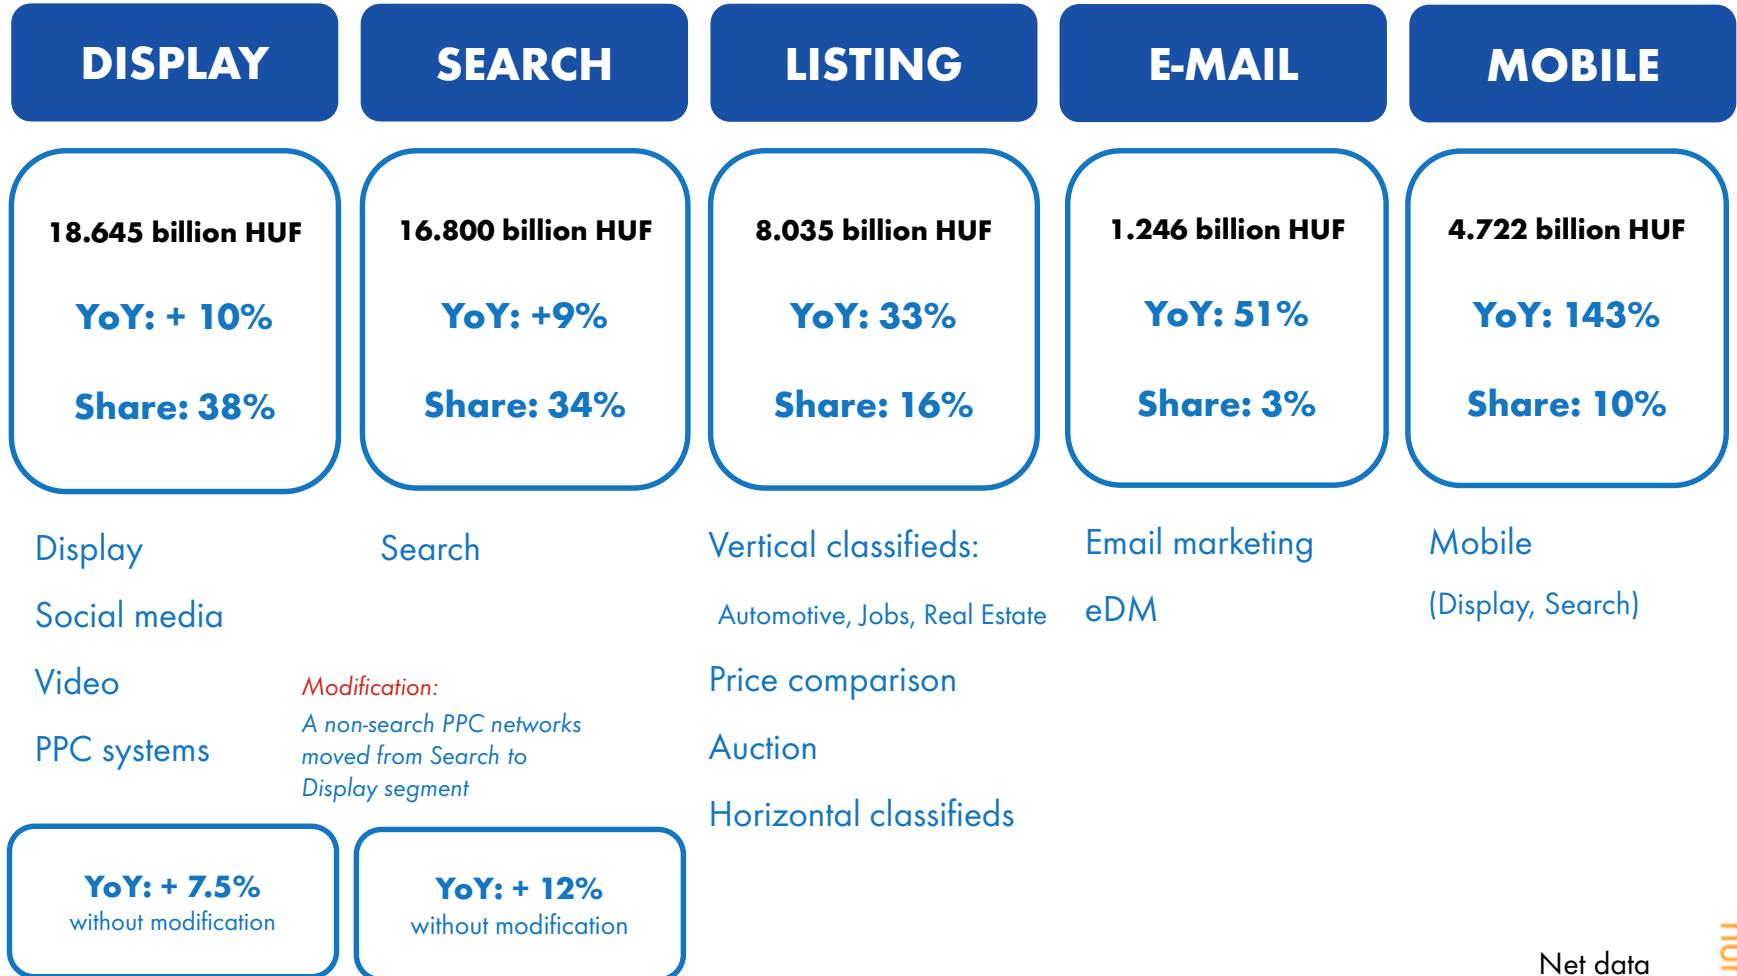 DISPLAY
SEARCH
LISTING
E-MAIL
MOBILE
18.645 billion HUF
YoY: + 10%
Share: 38%
16.800 billion HUF
YoY: +9%
Share: 34%
8.035 billion HUF
YoY: 33%
Share: 16%
1.246 billion HUF
YoY: 51%
Share: 3%
4.722 billion HUF
YoY: 143%
Share: 10%
Display
Social media
Video
PPC systems
Search
Modification:
A non-search PPC networks
moved from Search to
Display segment
Vertical classifieds:
Automotive, Jobs, Real Estate
Price comparison
Auction
Horizontal classifieds
Email marketing
eDM
Mobile
(Display, Search)
YoY: + 7.5%
without modification
YoY: + 12%
without modification
Net data